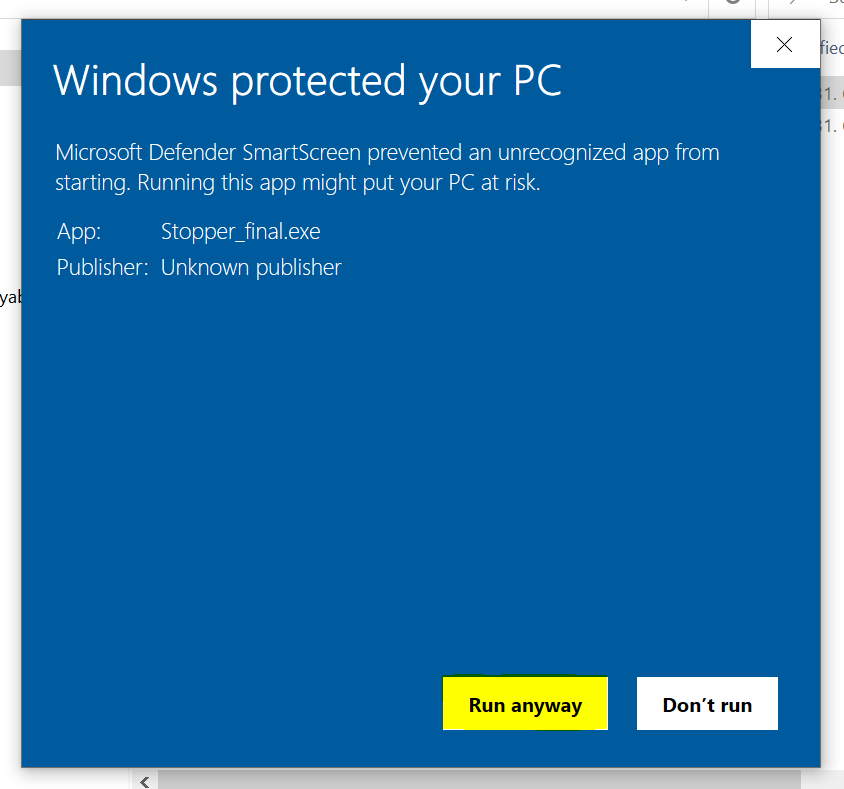 Windows protected your PC
Microsoft Defender SmartScreen prevented an unrecognized app from
starting. Running this app might put your PC at risk.
App: Stopper_final.exe
Publisher: Unknown publisher
Run anyway
Don’t run